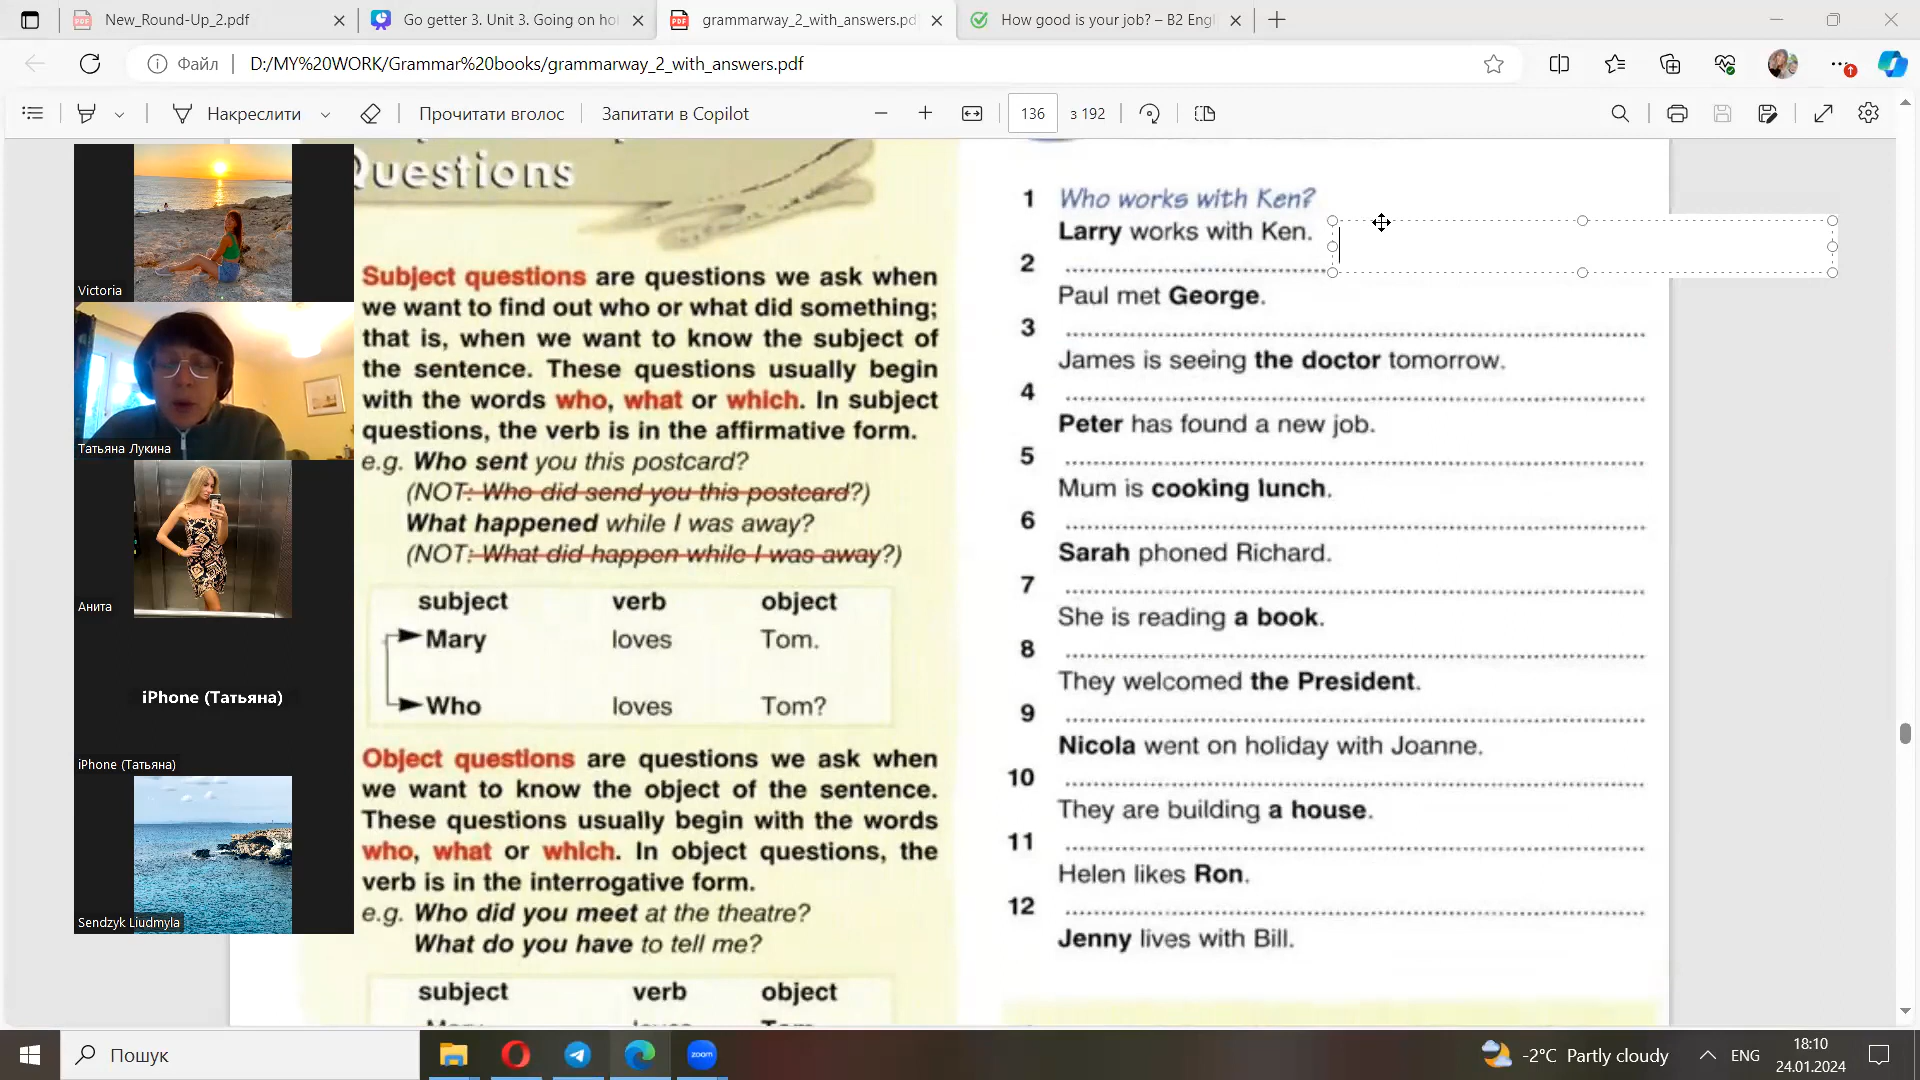 New_Round-Up_2.pdf
Go getter 3. Unit 3. Going on hol
grammarway_2_with_answers.pd
How good is your job? – B2 Engl
Файл
D:/MY%20WORK/Grammar%20books/grammarway_2_with_answers.pdf
Накреслити
Прочитати вголос
Запитати в Copilot
136
з 192
Questions
Subject questions are questions we ask when
we want to find out who or what did something;
that is, when we want to know the subject of
the sentence. These questions usually begin
with the words who, what or which. In subject
questions, the verb is in the affirmative form.
e.g. Who sent you this postcard?
(NOT: Who did send you this postcard?)
What happened while I was away?
(NOT: What did happen while I was away?)
subject verb object
Mary loves Tom.
Who loves Tom?
Object questions are questions we ask when
we want to know the object of the sentence.
These questions usually begin with the words
who, what or which. In object questions, the
verb is in the interrogative form.
e.g. Who did you meet at the theatre?
What do you have to tell me?
subject verb object
Mary loves Tom
1 Who works with Ken?
Larry works with Ken.
2
Paul met George.
3
James is seeing the doctor tomorrow.
4
Peter has found a new job.
5
Mum is cooking lunch.
6
Sarah phoned Richard.
7
She is reading a book.
8
They welcomed the President.
9
Nicola went on holiday with Joanne.
10
They are building a house.
11
Helen likes Ron.
12
Jenny lives with Bill.
Victoria
Татьяна Лукина
Анита
iPhone (Татьяна)
iPhone (Татьяна)
Sendzyk Liudmyla
Пошук
zoom
-2°C Partly cloudy
ENG
18:10
24.01.2024